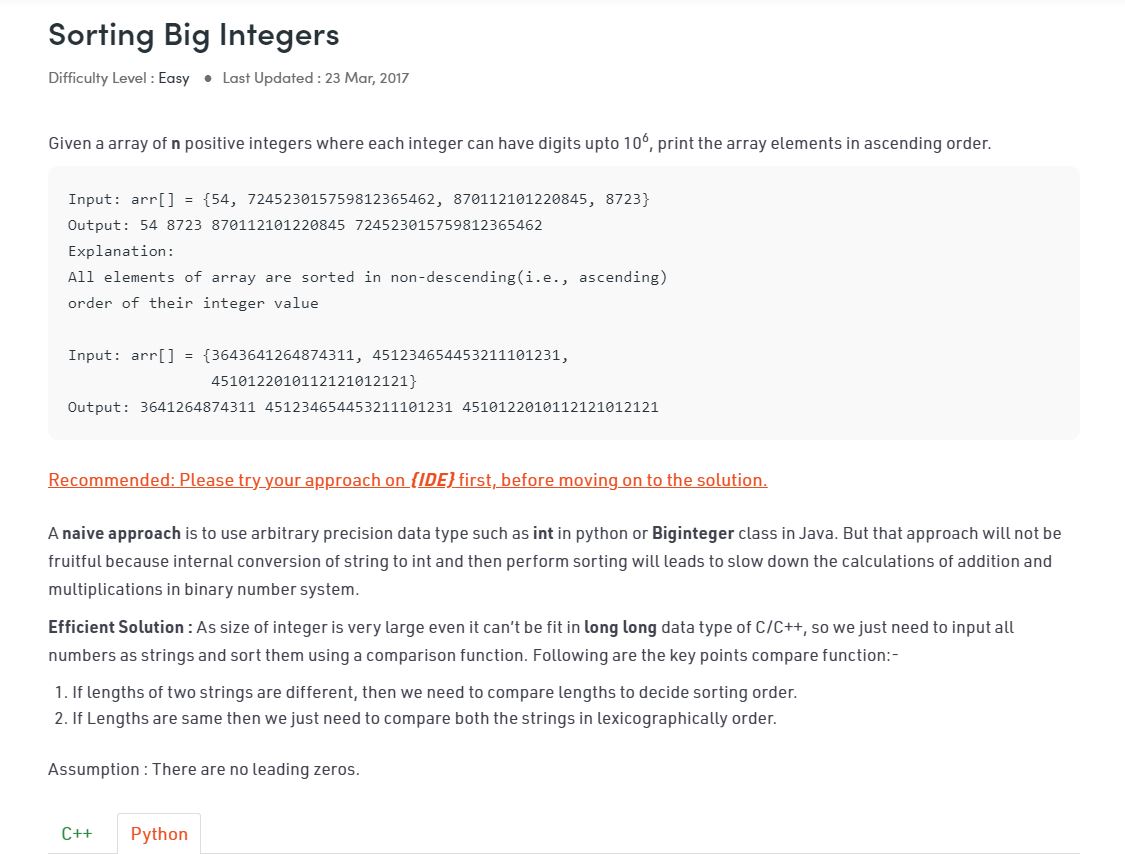 Sorting Big Integers
Difficulty Level : Easy ● Last Updated : 23 Mar, 2017
Given a array of n positive integers where each integer can have digits upto 10⁶, print the array elements in ascending order.
Input: arr[] = {54, 724523015759812365462, 870112101220845, 8723}
Output: 54 8723 870112101220845 724523015759812365462
Explanation:
All elements of array are sorted in non-descending(i.e., ascending)
order of their integer value
Input: arr[] = {3643641264874311, 451234654453211101231,
4510122010112121012121}
Output: 3641264874311 451234654453211101231 4510122010112121012121
Recommended: Please try your approach on {IDE} first, before moving on to the solution.
A naive approach is to use arbitrary precision data type such as int in python or Biginteger class in Java. But that approach will not be
fruitful because internal conversion of string to int and then perform sorting will leads to slow down the calculations of addition and
multiplications in binary number system.
Efficient Solution : As size of integer is very large even it can't be fit in long long data type of C/C++, so we just need to input all
numbers as strings and sort them using a comparison function. Following are the key points compare function:-
1. If lengths of two strings are different, then we need to compare lengths to decide sorting order.
2. If Lengths are same then we just need to compare both the strings in lexicographically order.
Assumption : There are no leading zeros.
C++ Python